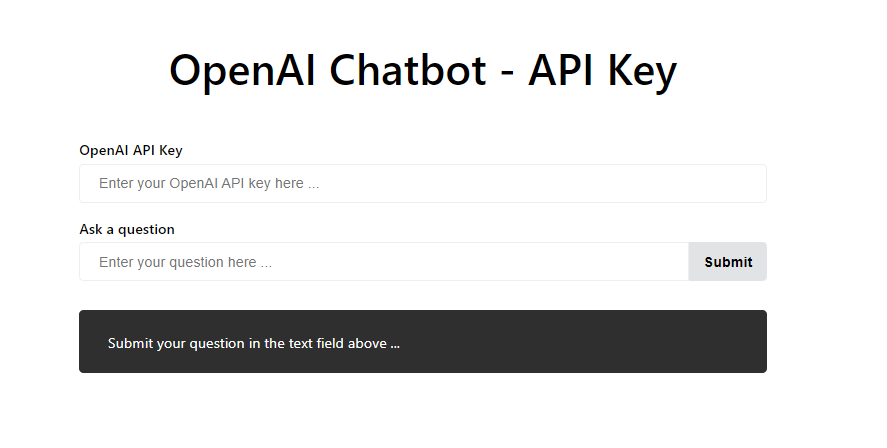 OpenAI Chatbot - API Key
OpenAI API Key
Enter your OpenAI API key here ...
Ask a question
Enter your question here ...
Submit
Submit your question in the text field above ...